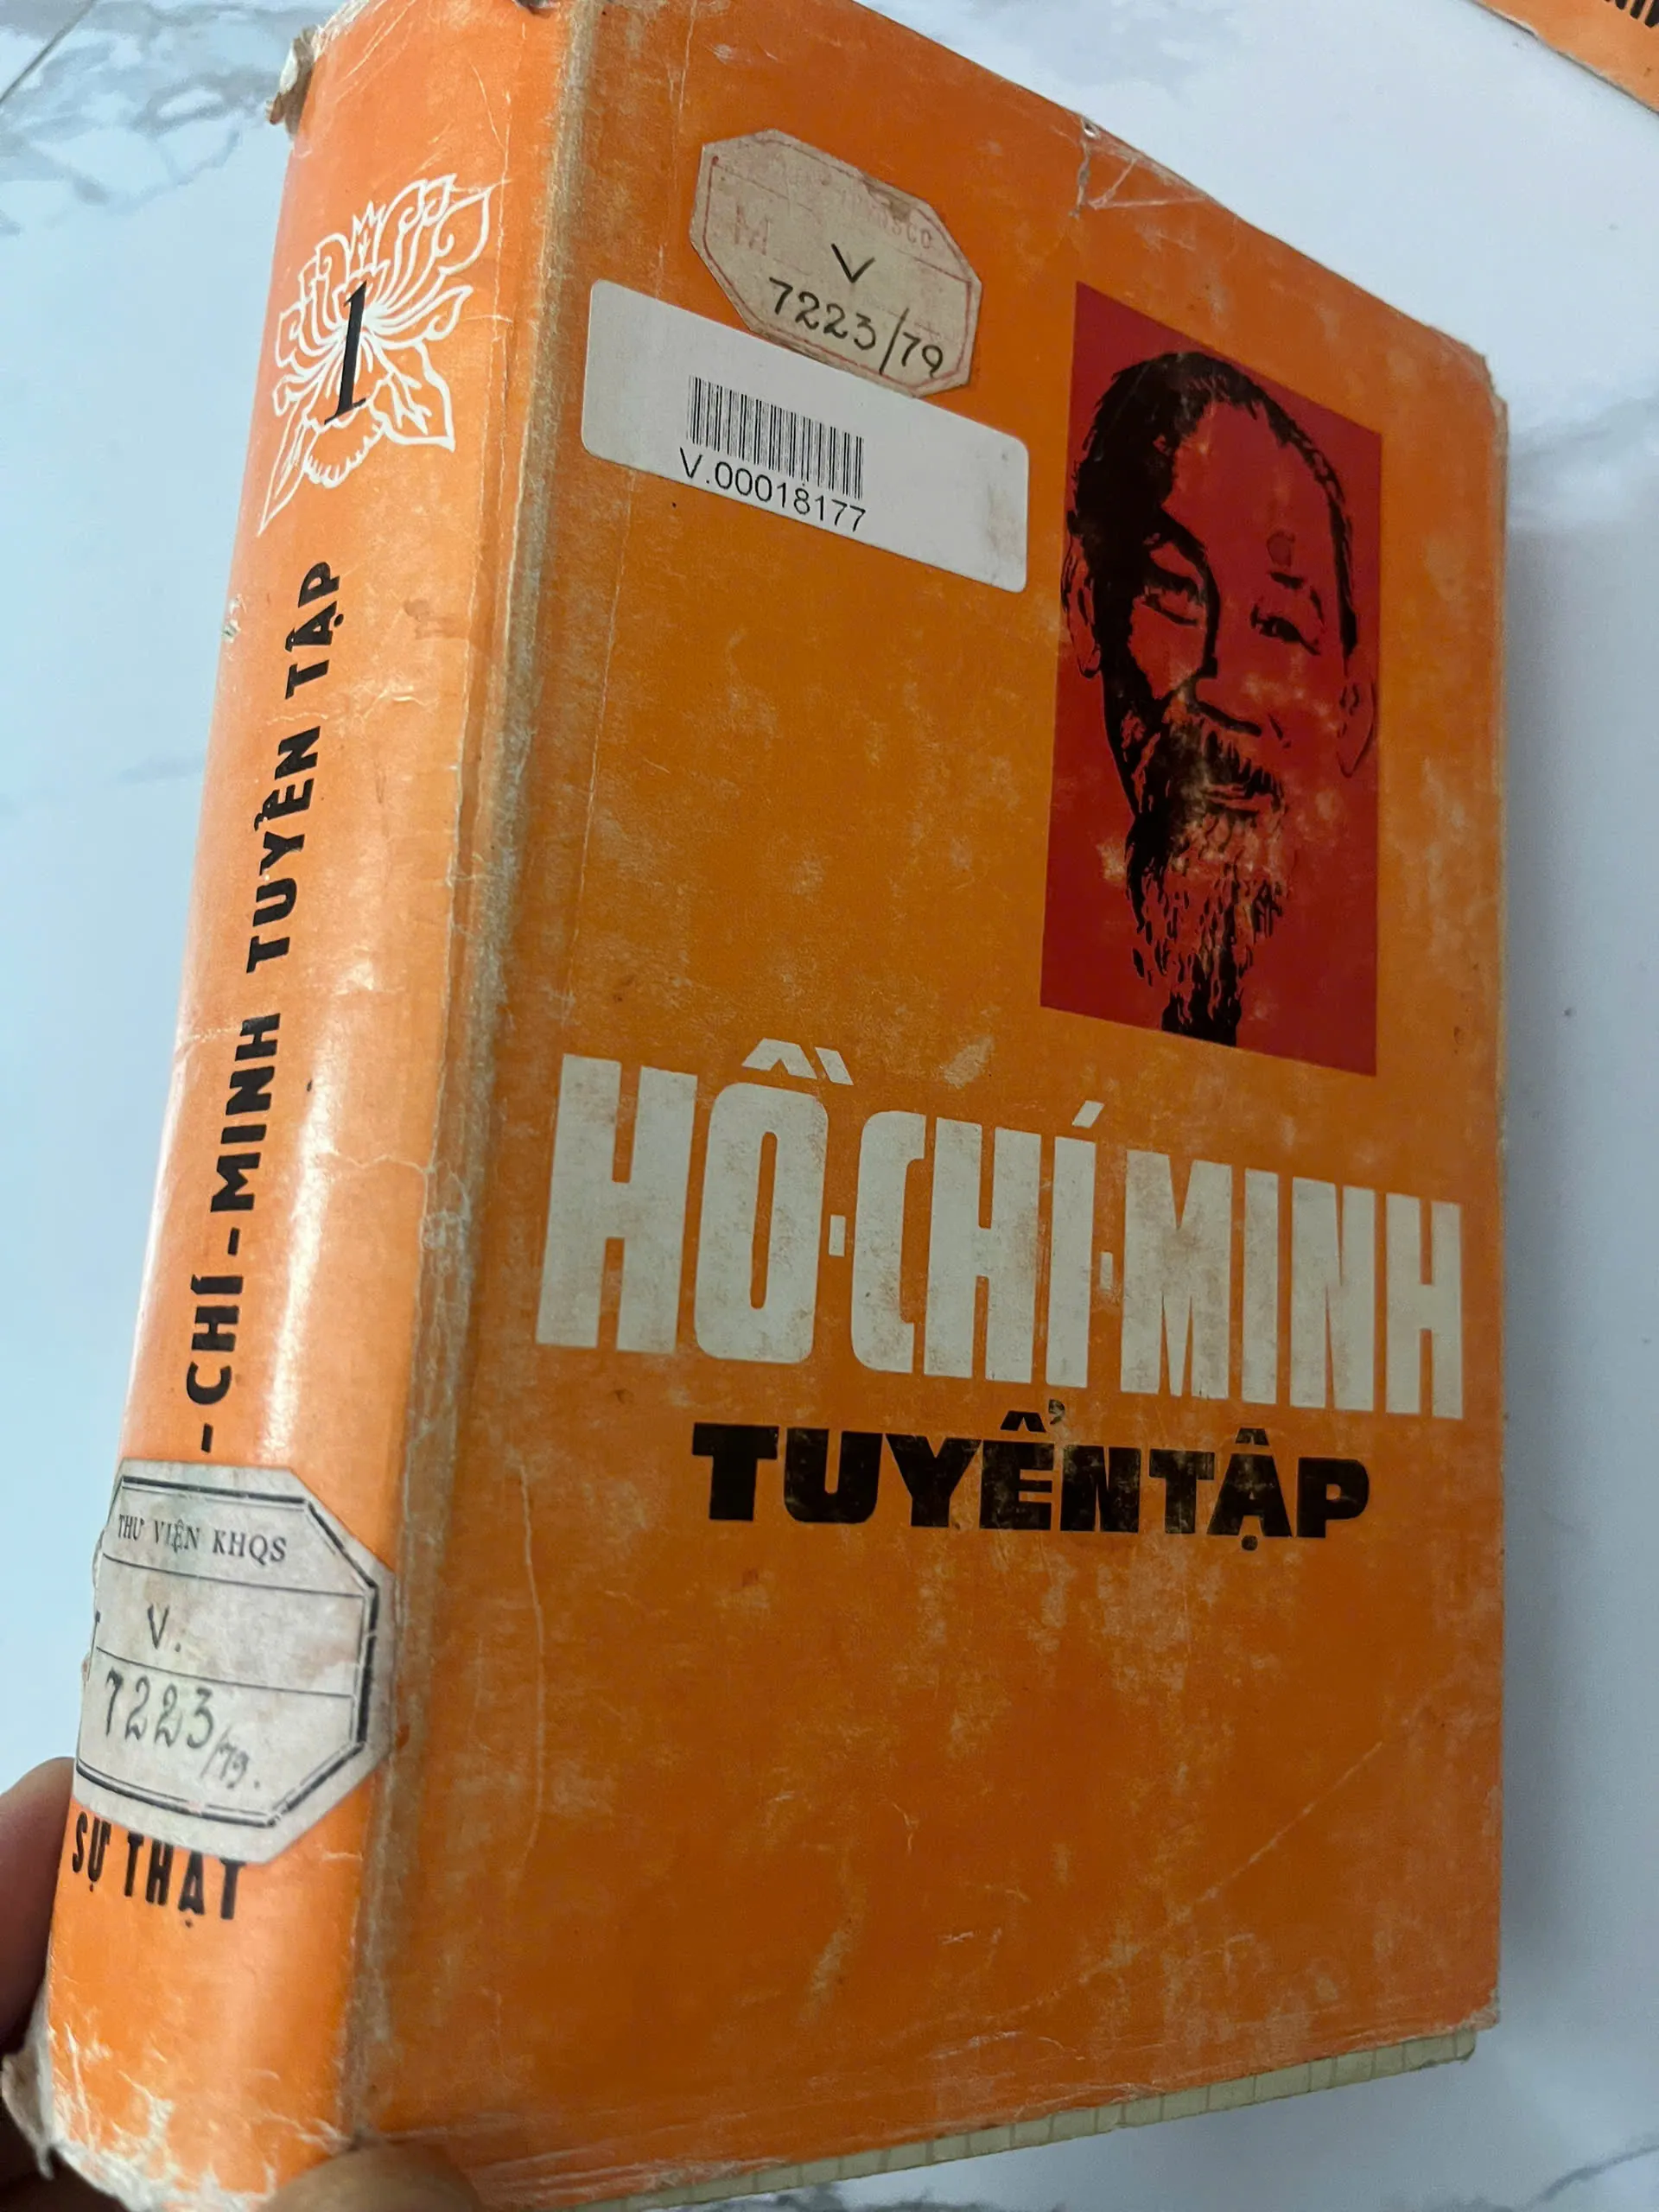 1
-CHÍ-MINH TUYỂN TẬP
THƯ VIỆN KHQS
V.
7223/79.
SỰ THẬT
V
7223/79
V.00018177
HỒ·CHÍ·MINH
TUYỂN TẬP